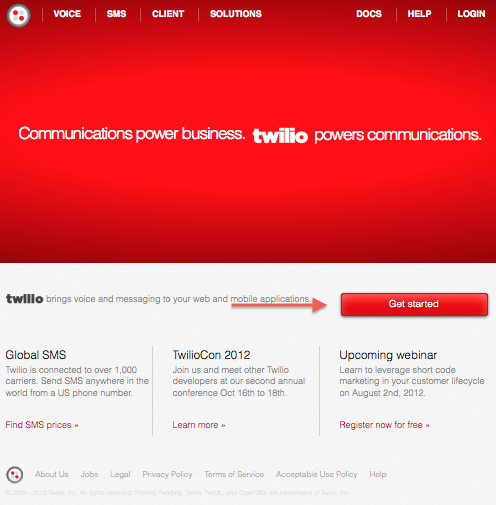 VOICE SMS CLIENT SOLUTIONS DOCS HELP LOGIN
Communications power business. twilio powers communications.
twilio brings voice and messaging to your web and mobile applications.
Get started
Global SMS
Twilio is connected to over 1,000
carriers. Send SMS anywhere in the
world from a US phone number.
Find SMS prices »
TwilioCon 2012
Join us and meet other Twilio
developers at our second annual
conference Oct 16th to 18th.
Learn more »
Upcoming webinar
Learn to leverage short code
marketing in your customer lifecycle
on August 2nd, 2012.
Register now for free »
About Us Jobs Legal Privacy Policy Terms of Service Acceptable Use Policy Help
© 2009 - 2012 Twilio, Inc. All rights reserved. Patents Pending. Twilio, TwiML, and OpenVBX are trademarks of Twilio, Inc.